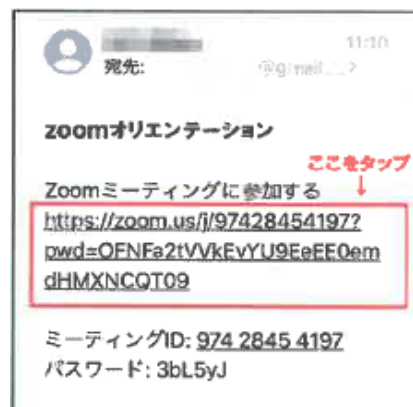 11:10
宛先:
zoomオリエンテーション
ここをタップ
Zoomミーティングに参加する
https://zoom.us/j/97428454197?
pwd=OFNFa2tVVkEvYU9EeEE0em
dHMXNCQT09
ミーティングID: 974 2845 4197
パスワード: 3bL5yJ